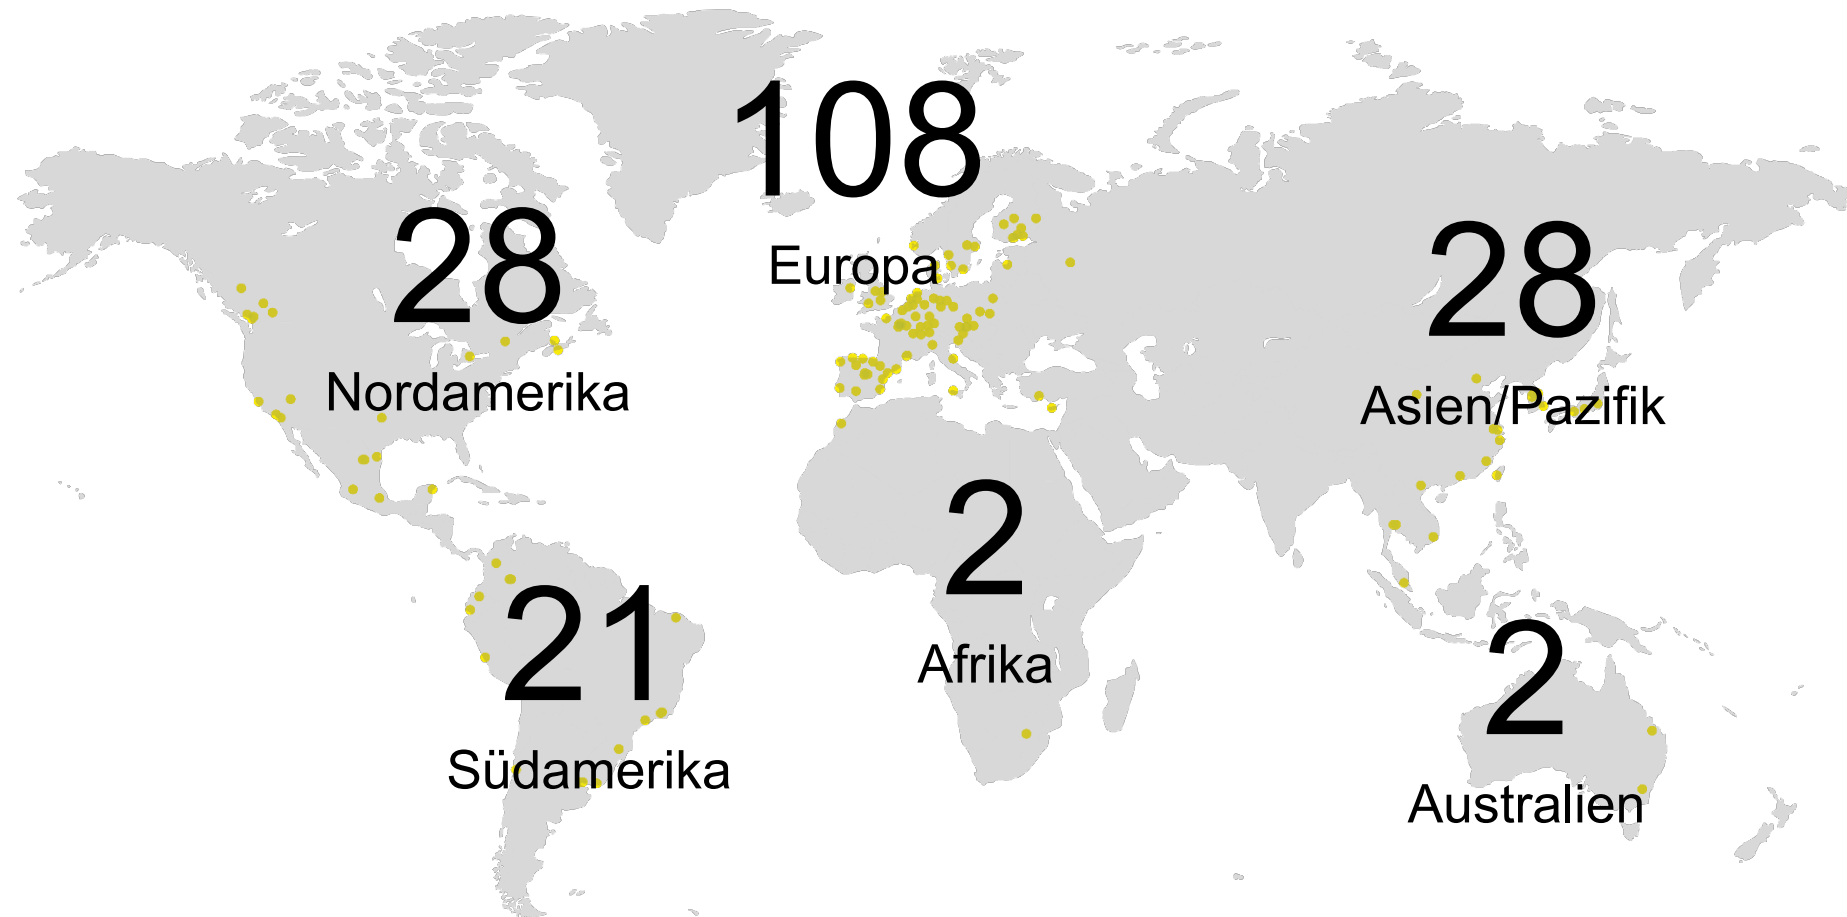 108
Europa
28
Nordamerika
28
Asien/Pazifik
2
Afrika
21
Südamerika
2
Australien